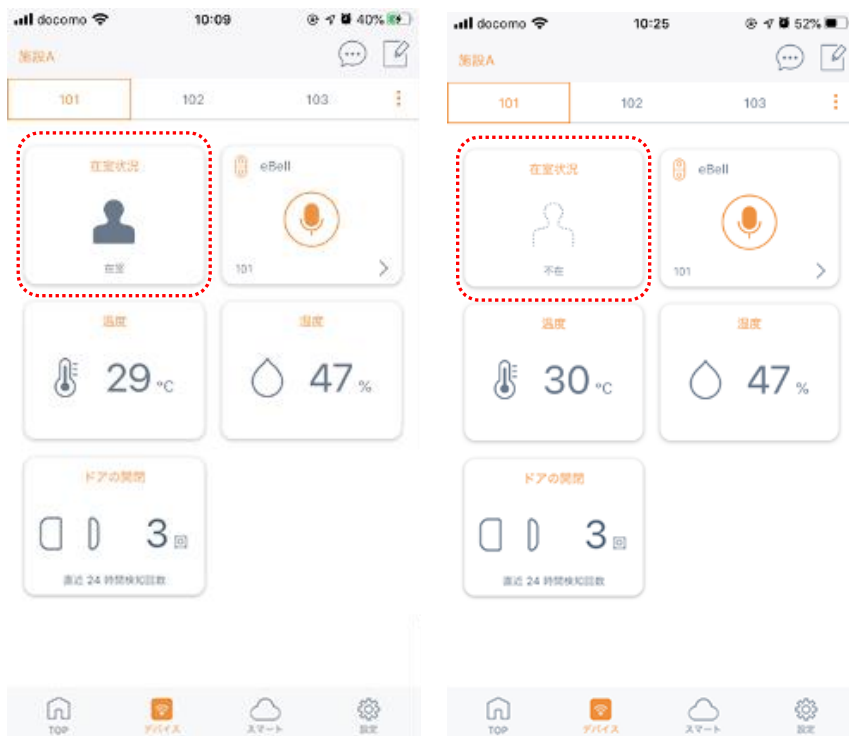 docomo 10:09 40%
施設A
101 102 103
在室状況
在室
eBell
101
温度
29 °C
湿度
47 %
ドアの開閉
3 回
直近 24 時間検知回数
TOP デバイス スマート 設定
docomo 10:25 52%
施設A
101 102 103
在室状況
不在
eBell
101
温度
30 °C
湿度
47 %
ドアの開閉
3 回
直近 24 時間検知回数
TOP デバイス スマート 設定